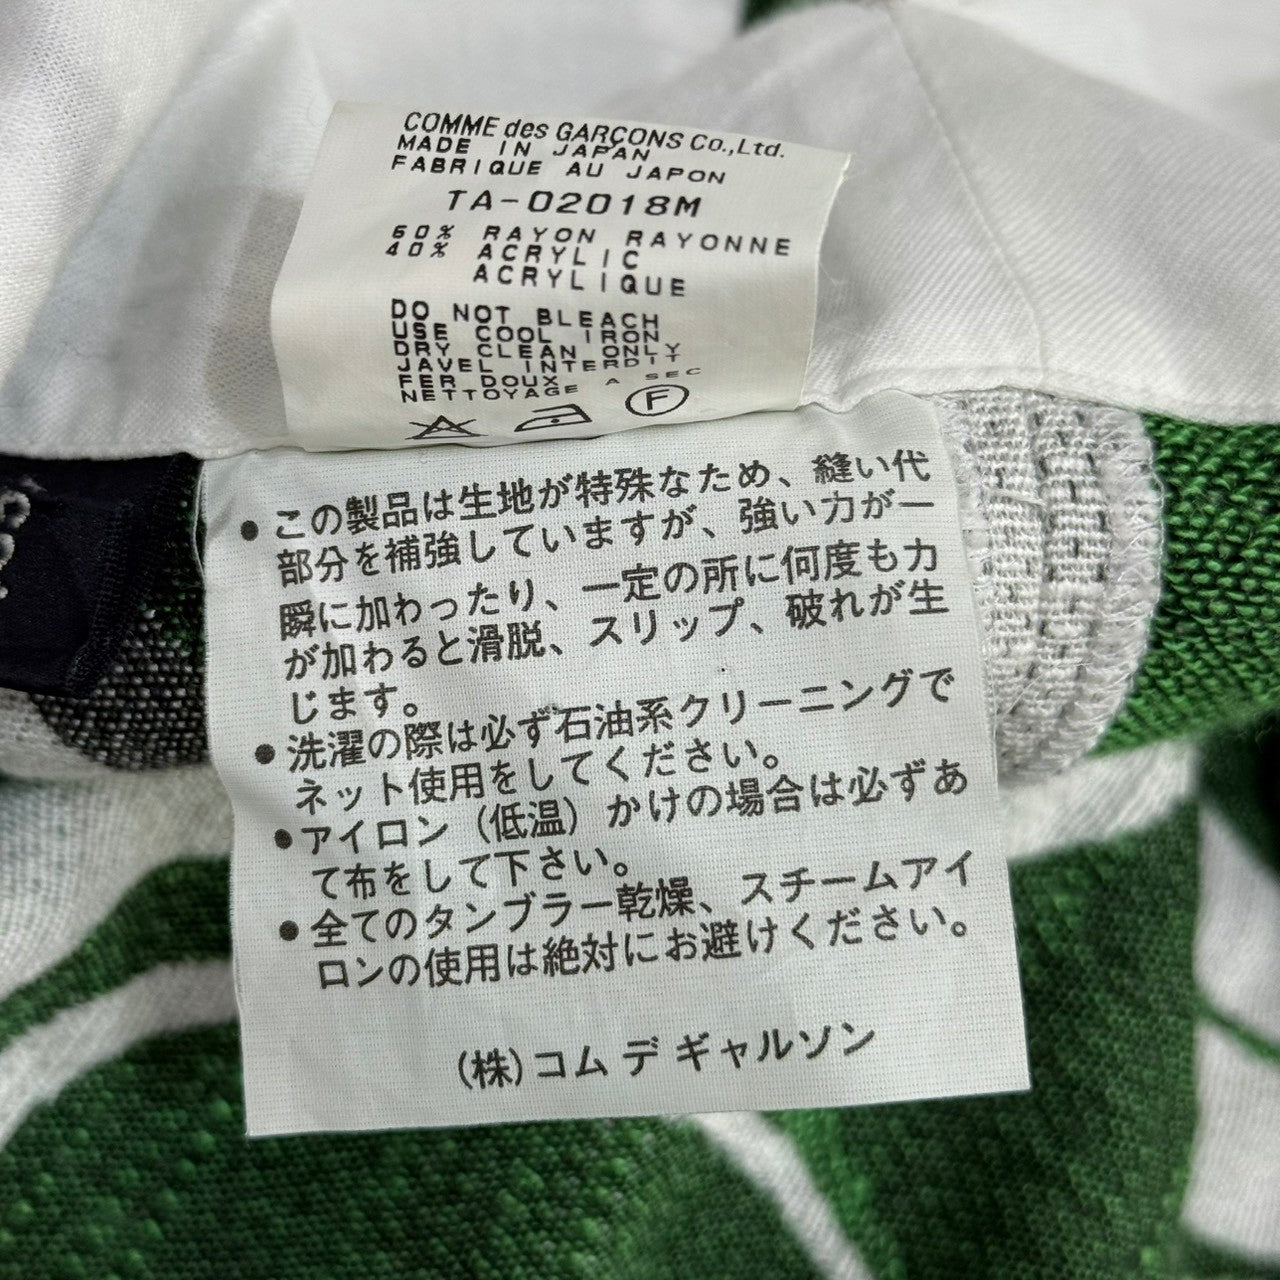 COMME des GARÇONS Co.,Ltd.
MADE IN JAPAN
FABRIQUE AU JAPON
TA-02018M
60% RAYON RAYONNE
40% ACRYLIC
ACRYLIQUE
DO NOT BLEACH
USE COOL IRON
DRY CLEAN ONLY
JAVEL INTERDIT
FER DOUX
NETTOYAGE A SEC
F
●この製品は生地が特殊なため、縫い代
部分を補強していますが、強い力が一
瞬に加わったり、一定の所に何度も力
が加わると滑脱、スリップ、破れが生
じます。
●洗濯の際は必ず石油系クリーニングで
ネット使用をしてください。
●アイロン（低温）かけの場合は必ずあ
て布をして下さい。
●全てのタンブラー乾燥、スチームアイ
ロンの使用は絶対にお避けください。
(株)コム デ ギャルソン